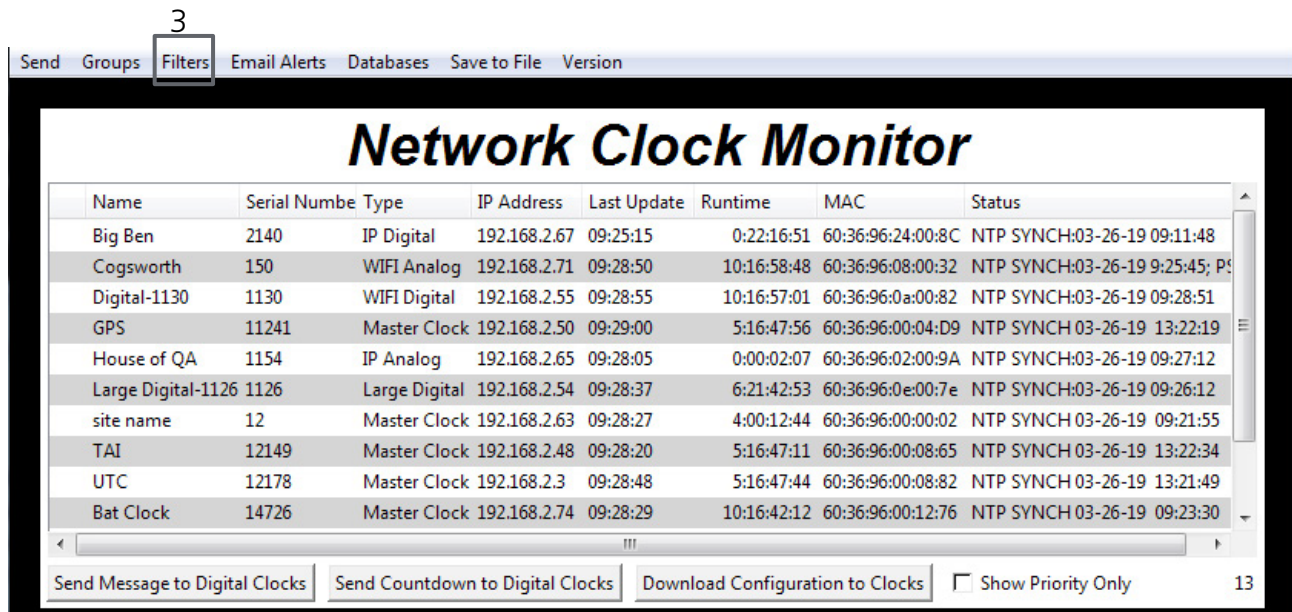 3
Send Groups Filters Email Alerts Databases Save to File Version
Network Clock Monitor
Name Serial Numbe Type IP Address Last Update Runtime MAC Status
Big Ben 2140 IP Digital 192.168.2.67 09:25:15 0:22:16:51 60:36:96:24:00:8C NTP SYNCH:03-26-19 09:11:48
Cogsworth 150 WIFI Analog 192.168.2.71 09:28:50 10:16:58:48 60:36:96:08:00:32 NTP SYNCH:03-26-19 9:25:45; PS
Digital-1130 1130 WIFI Digital 192.168.2.55 09:28:55 10:16:57:01 60:36:96:0a:00:82 NTP SYNCH:03-26-19 09:28:51
GPS 11241 Master Clock 192.168.2.50 09:29:00 5:16:47:56 60:36:96:00:04:D9 NTP SYNCH 03-26-19 13:22:19
House of QA 1154 IP Analog 192.168.2.65 09:28:05 0:00:02:07 60:36:96:02:00:9A NTP SYNCH:03-26-19 09:27:12
Large Digital-1126 1126 Large Digital 192.168.2.54 09:28:37 6:21:42:53 60:36:96:0e:00:7e NTP SYNCH:03-26-19 09:26:12
site name 12 Master Clock 192.168.2.63 09:28:27 4:00:12:44 60:36:96:00:00:02 NTP SYNCH 03-26-19 09:21:55
TAI 12149 Master Clock 192.168.2.48 09:28:20 5:16:47:11 60:36:96:00:08:65 NTP SYNCH 03-26-19 13:22:34
UTC 12178 Master Clock 192.168.2.3 09:28:48 5:16:47:44 60:36:96:00:08:82 NTP SYNCH 03-26-19 13:21:49
Bat Clock 14726 Master Clock 192.168.2.74 09:28:29 10:16:42:12 60:36:96:00:12:76 NTP SYNCH 03-26-19 09:23:30
Send Message to Digital Clocks Send Countdown to Digital Clocks Download Configuration to Clocks Show Priority Only 13